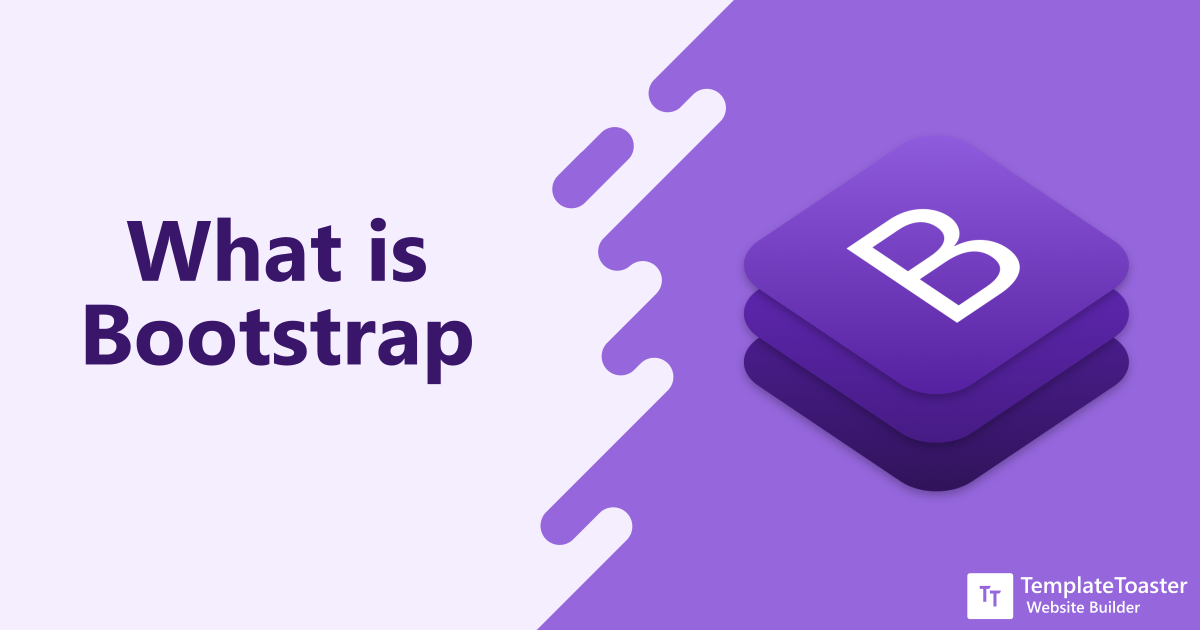 What is
Bootstrap
B
TT
TemplateToaster
Website Builder